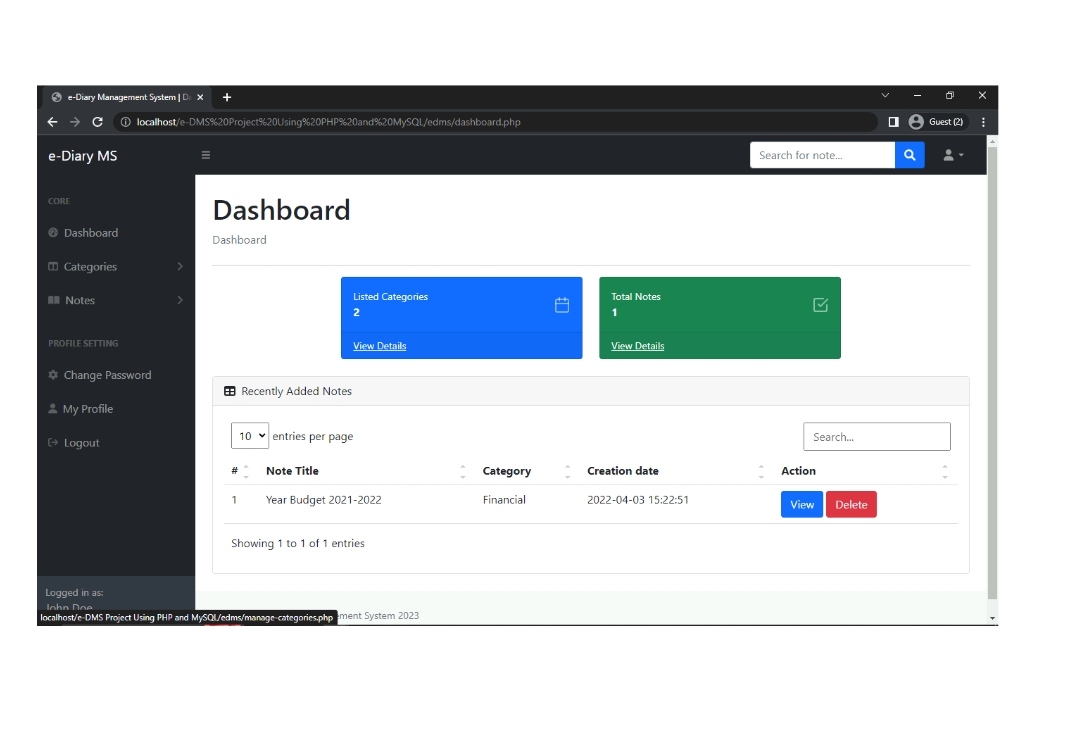 e-Diary Management System | Da
localhost/e-DMS%20Project%20Using%20PHP%20and%20MySQL/edms/dashboard.php
Guest (2)
e-Diary MS
Search for note...
CORE
Dashboard
Categories
Notes
PROFILE SETTING
Change Password
My Profile
Logout
Logged in as:
John Doe
Dashboard
Dashboard
Listed Categories
2
View Details
Total Notes
1
View Details
Recently Added Notes
10 entries per page
Search...
# Note Title Category Creation date Action
1 Year Budget 2021-2022 Financial 2022-04-03 15:22:51 View Delete
Showing 1 to 1 of 1 entries
localhost/e-DMS Project Using PHP and MySQL/edms/manage-categories.php
ement System 2023